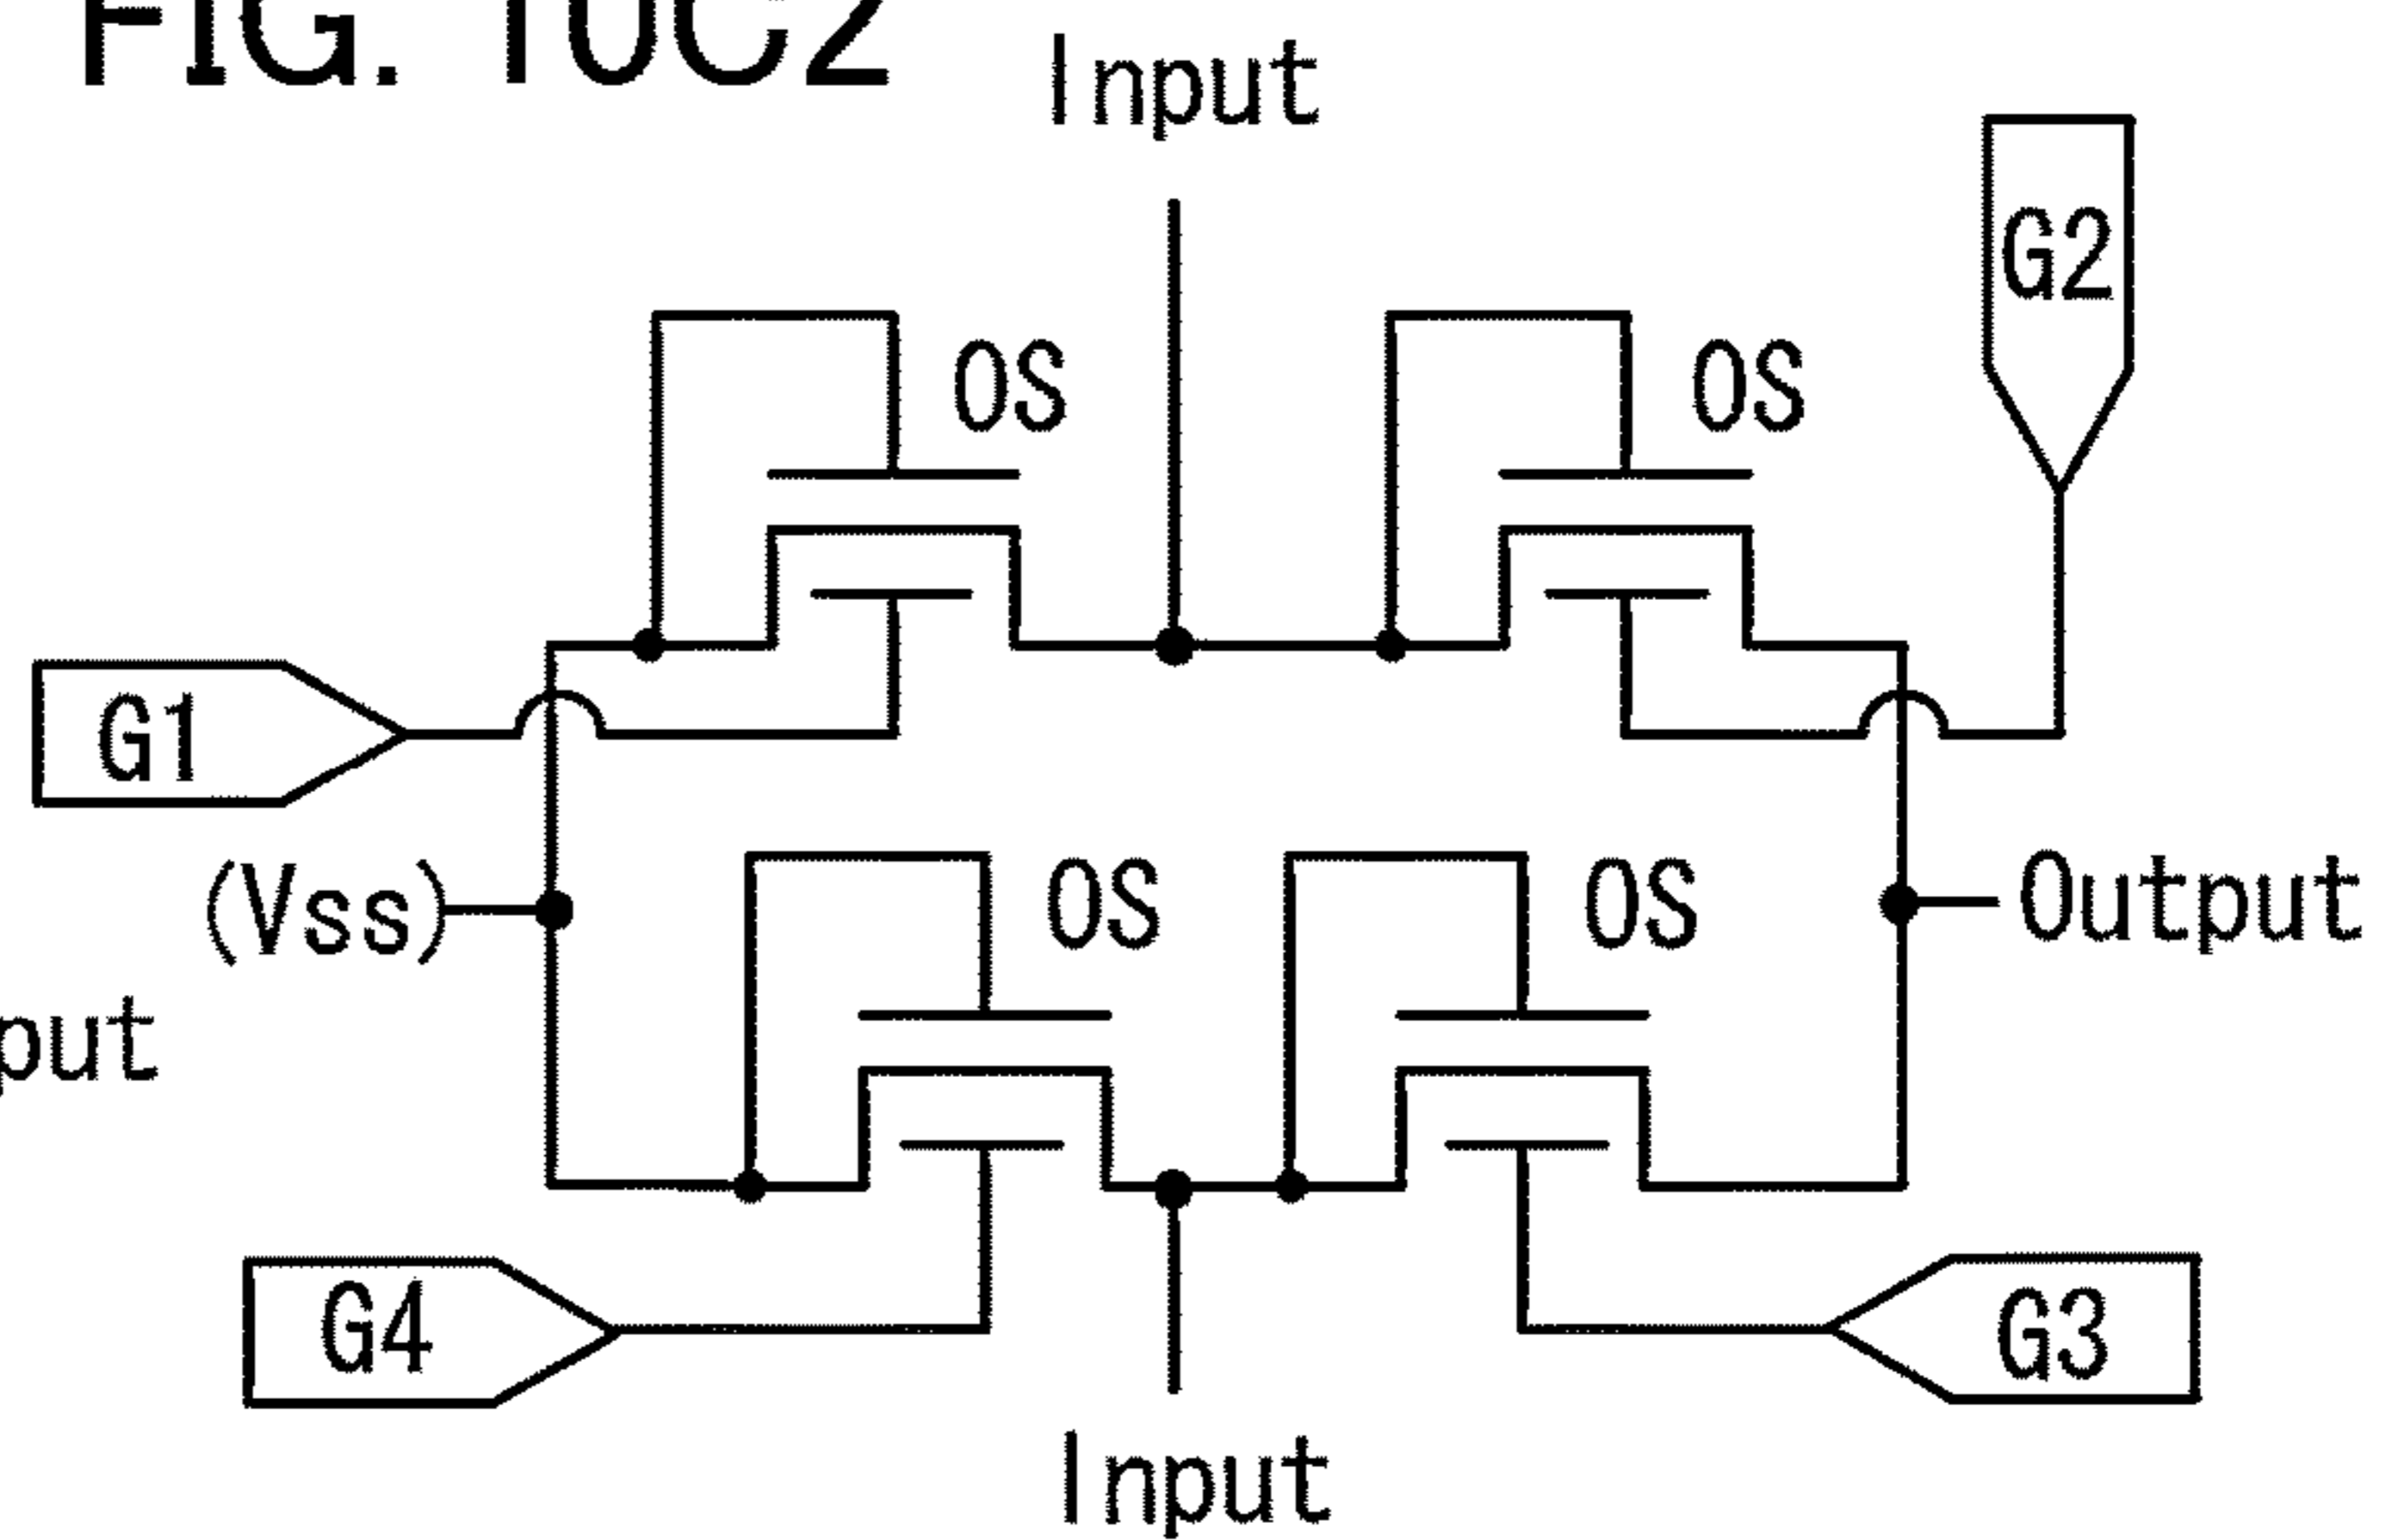 FIG. 10C2
Input
G2
OS
OS
G1
(Vss)
OS
OS
Output
put
G4
G3
Input